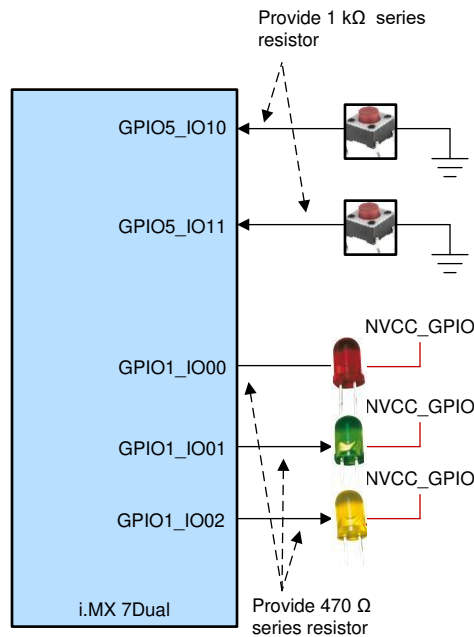 Provide 1 kΩ series
resistor
GPIO5_IO10
GPIO5_IO11
NVCC_GPIO
GPIO1_IO00
NVCC_GPIO
GPIO1_IO01
NVCC_GPIO
GPIO1_IO02
i.MX 7Dual
Provide 470 Ω
series resistor